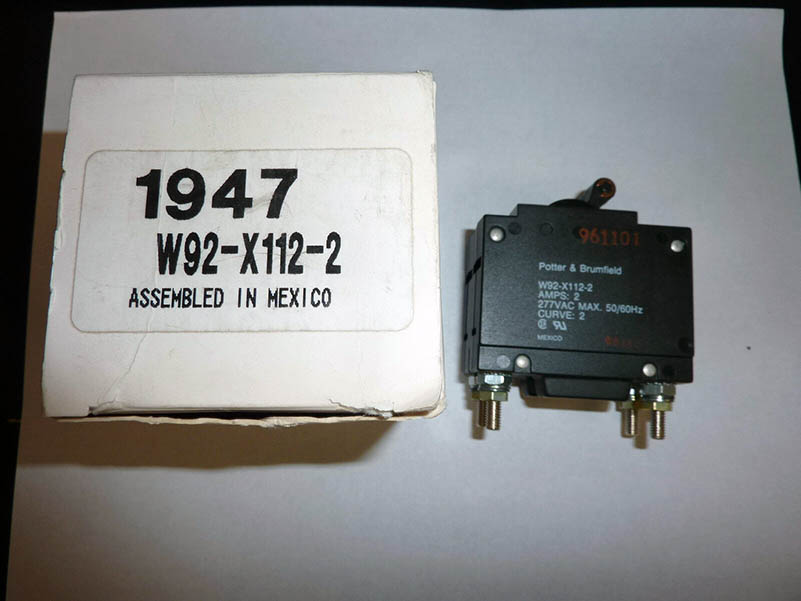 1947
W92-X112-2
ASSEMBLED IN MEXICO
961101
Potter & Brumfield
W92-X112-2
AMPS: 2
277VAC MAX. 50/60Hz
CURVE: 2
MEXICO